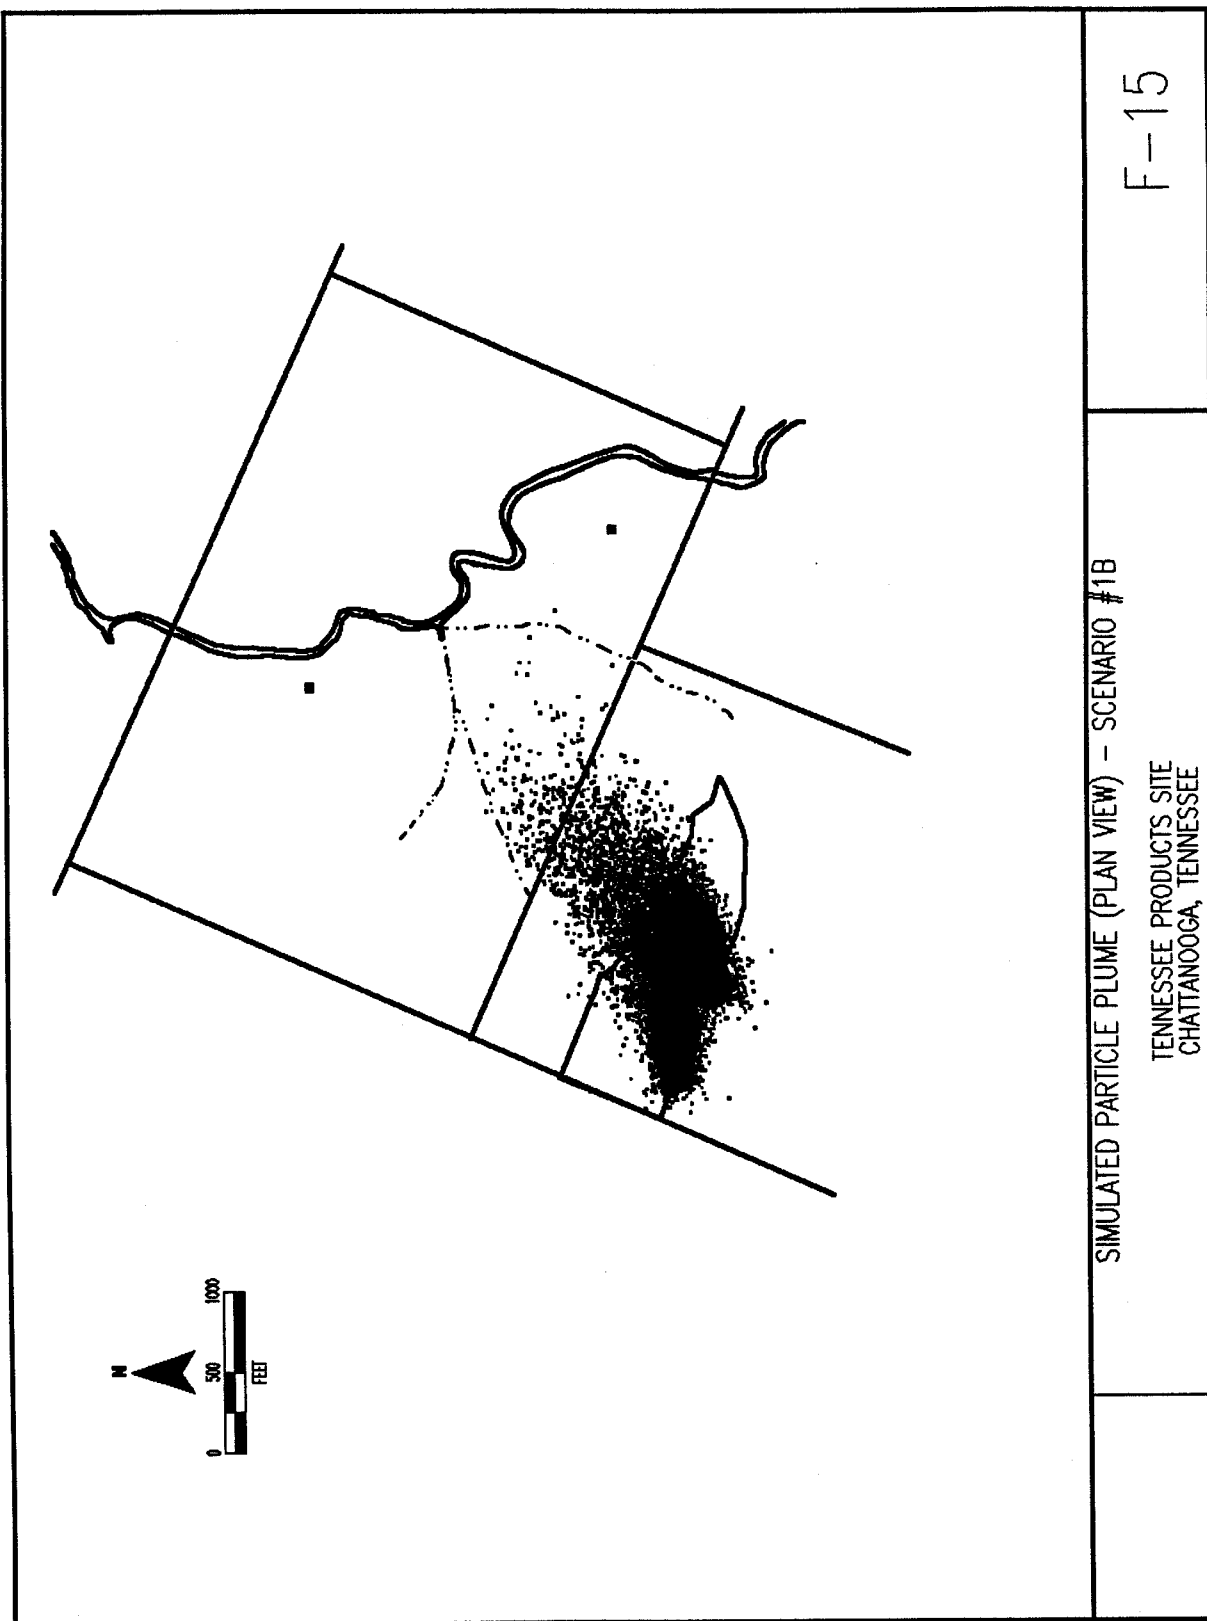 N
0 500 1000
FEET
SIMULATED PARTICLE PLUME (PLAN VIEW) – SCENARIO #1B
TENNESSEE PRODUCTS SITE
CHATTANOOGA, TENNESSEE
F–15